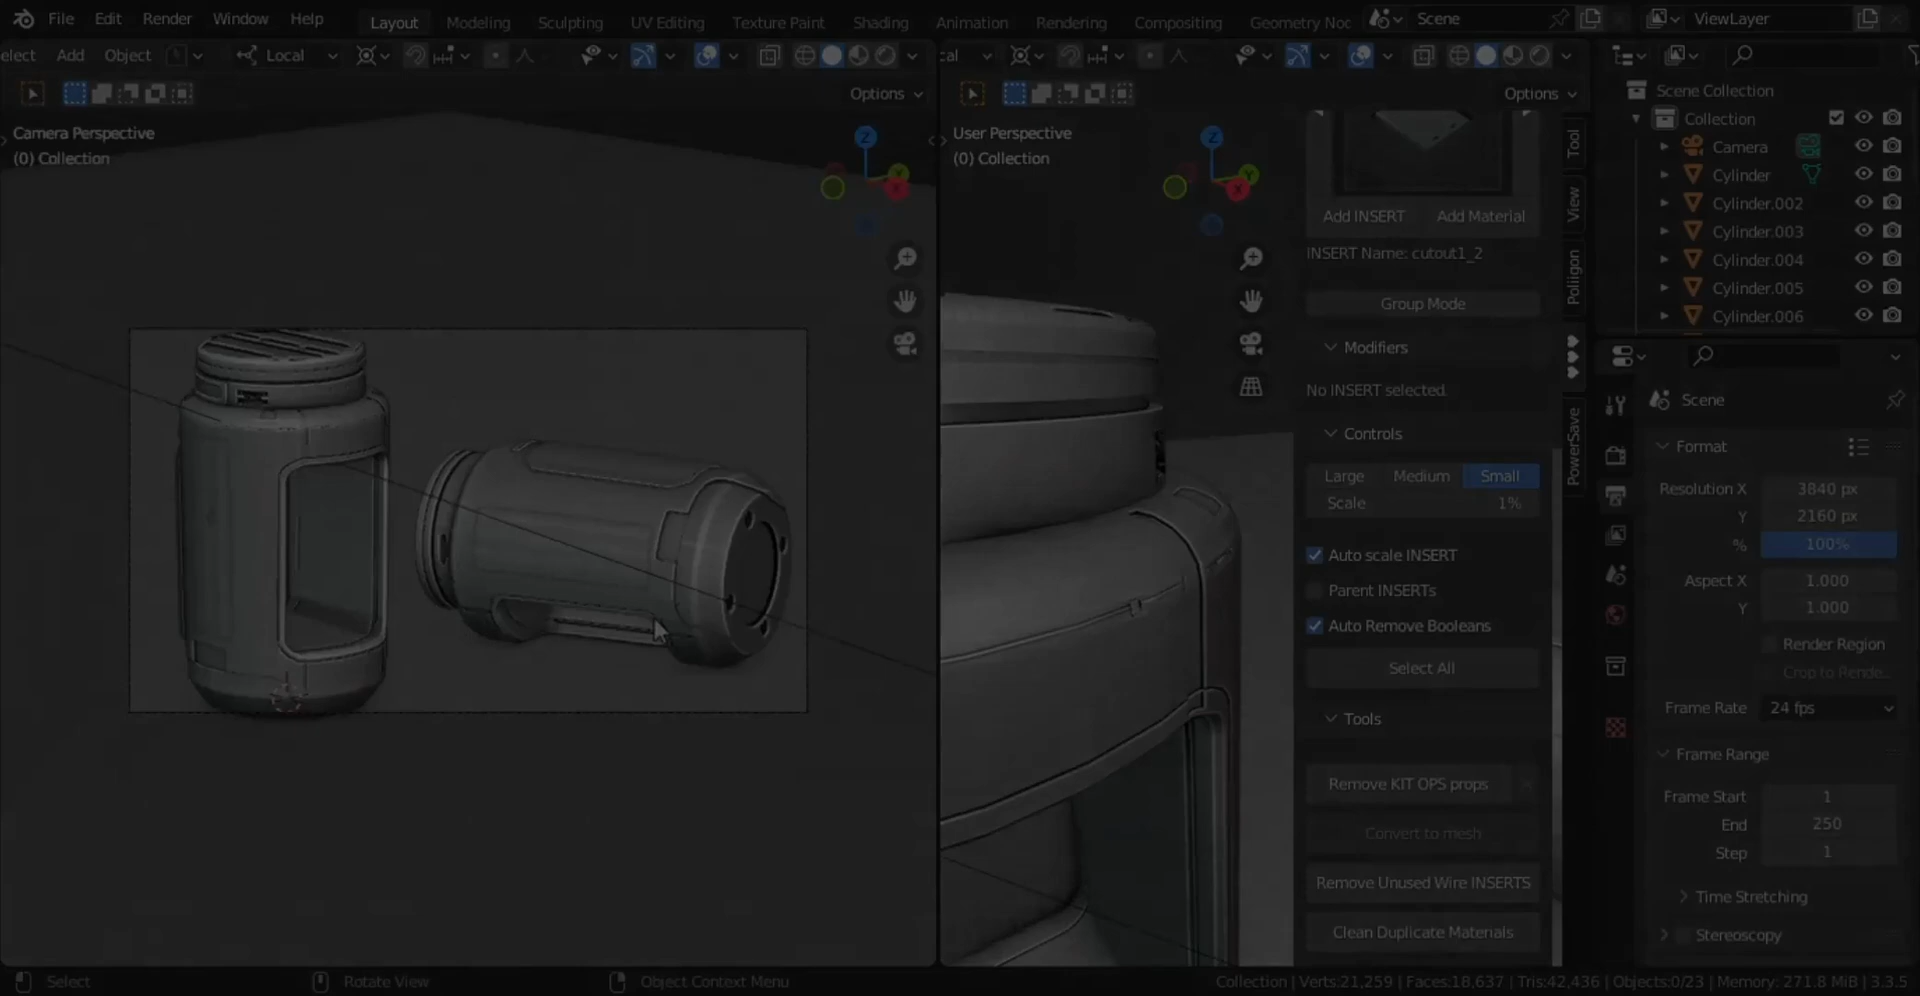 File Edit Render Window Help Layout Modeling Sculpting UV Editing Texture Paint Shading Animation Rendering Compositing Geometry Noc Scene ViewLayer
elect Add Object Local cal
Options Options
Camera Perspective
(0) Collection
User Perspective
(0) Collection
Z
Y
X
Z
Y
X
Add INSERT Add Material
INSERT Name: cutout1_2
Group Mode
Modifiers
No INSERT selected.
Controls
Large Medium Small
Scale 1%
Auto scale INSERT
Parent INSERTs
Auto Remove Booleans
Select All
Tools
Remove KIT OPS props
Convert to mesh
Remove Unused Wire INSERTS
Clean Duplicate Materials
Tool
View
Poliigon
PowerSave
Scene Collection
Collection
Camera
Cylinder
Cylinder.002
Cylinder.003
Cylinder.004
Cylinder.005
Cylinder.006
Scene
Format
Resolution X 3840 px
Y 2160 px
% 100%
Aspect X 1.000
Y 1.000
Render Region
Crop to Rende...
Frame Rate 24 fps
Frame Range
Frame Start 1
End 250
Step 1
Time Stretching
Stereoscopy
Select Rotate View Object Context Menu Collection | Verts:21,259 | Faces:18,637 | Tris:42,436 | Objects:0/23 | Memory: 271.8 MiB | 3.3.5